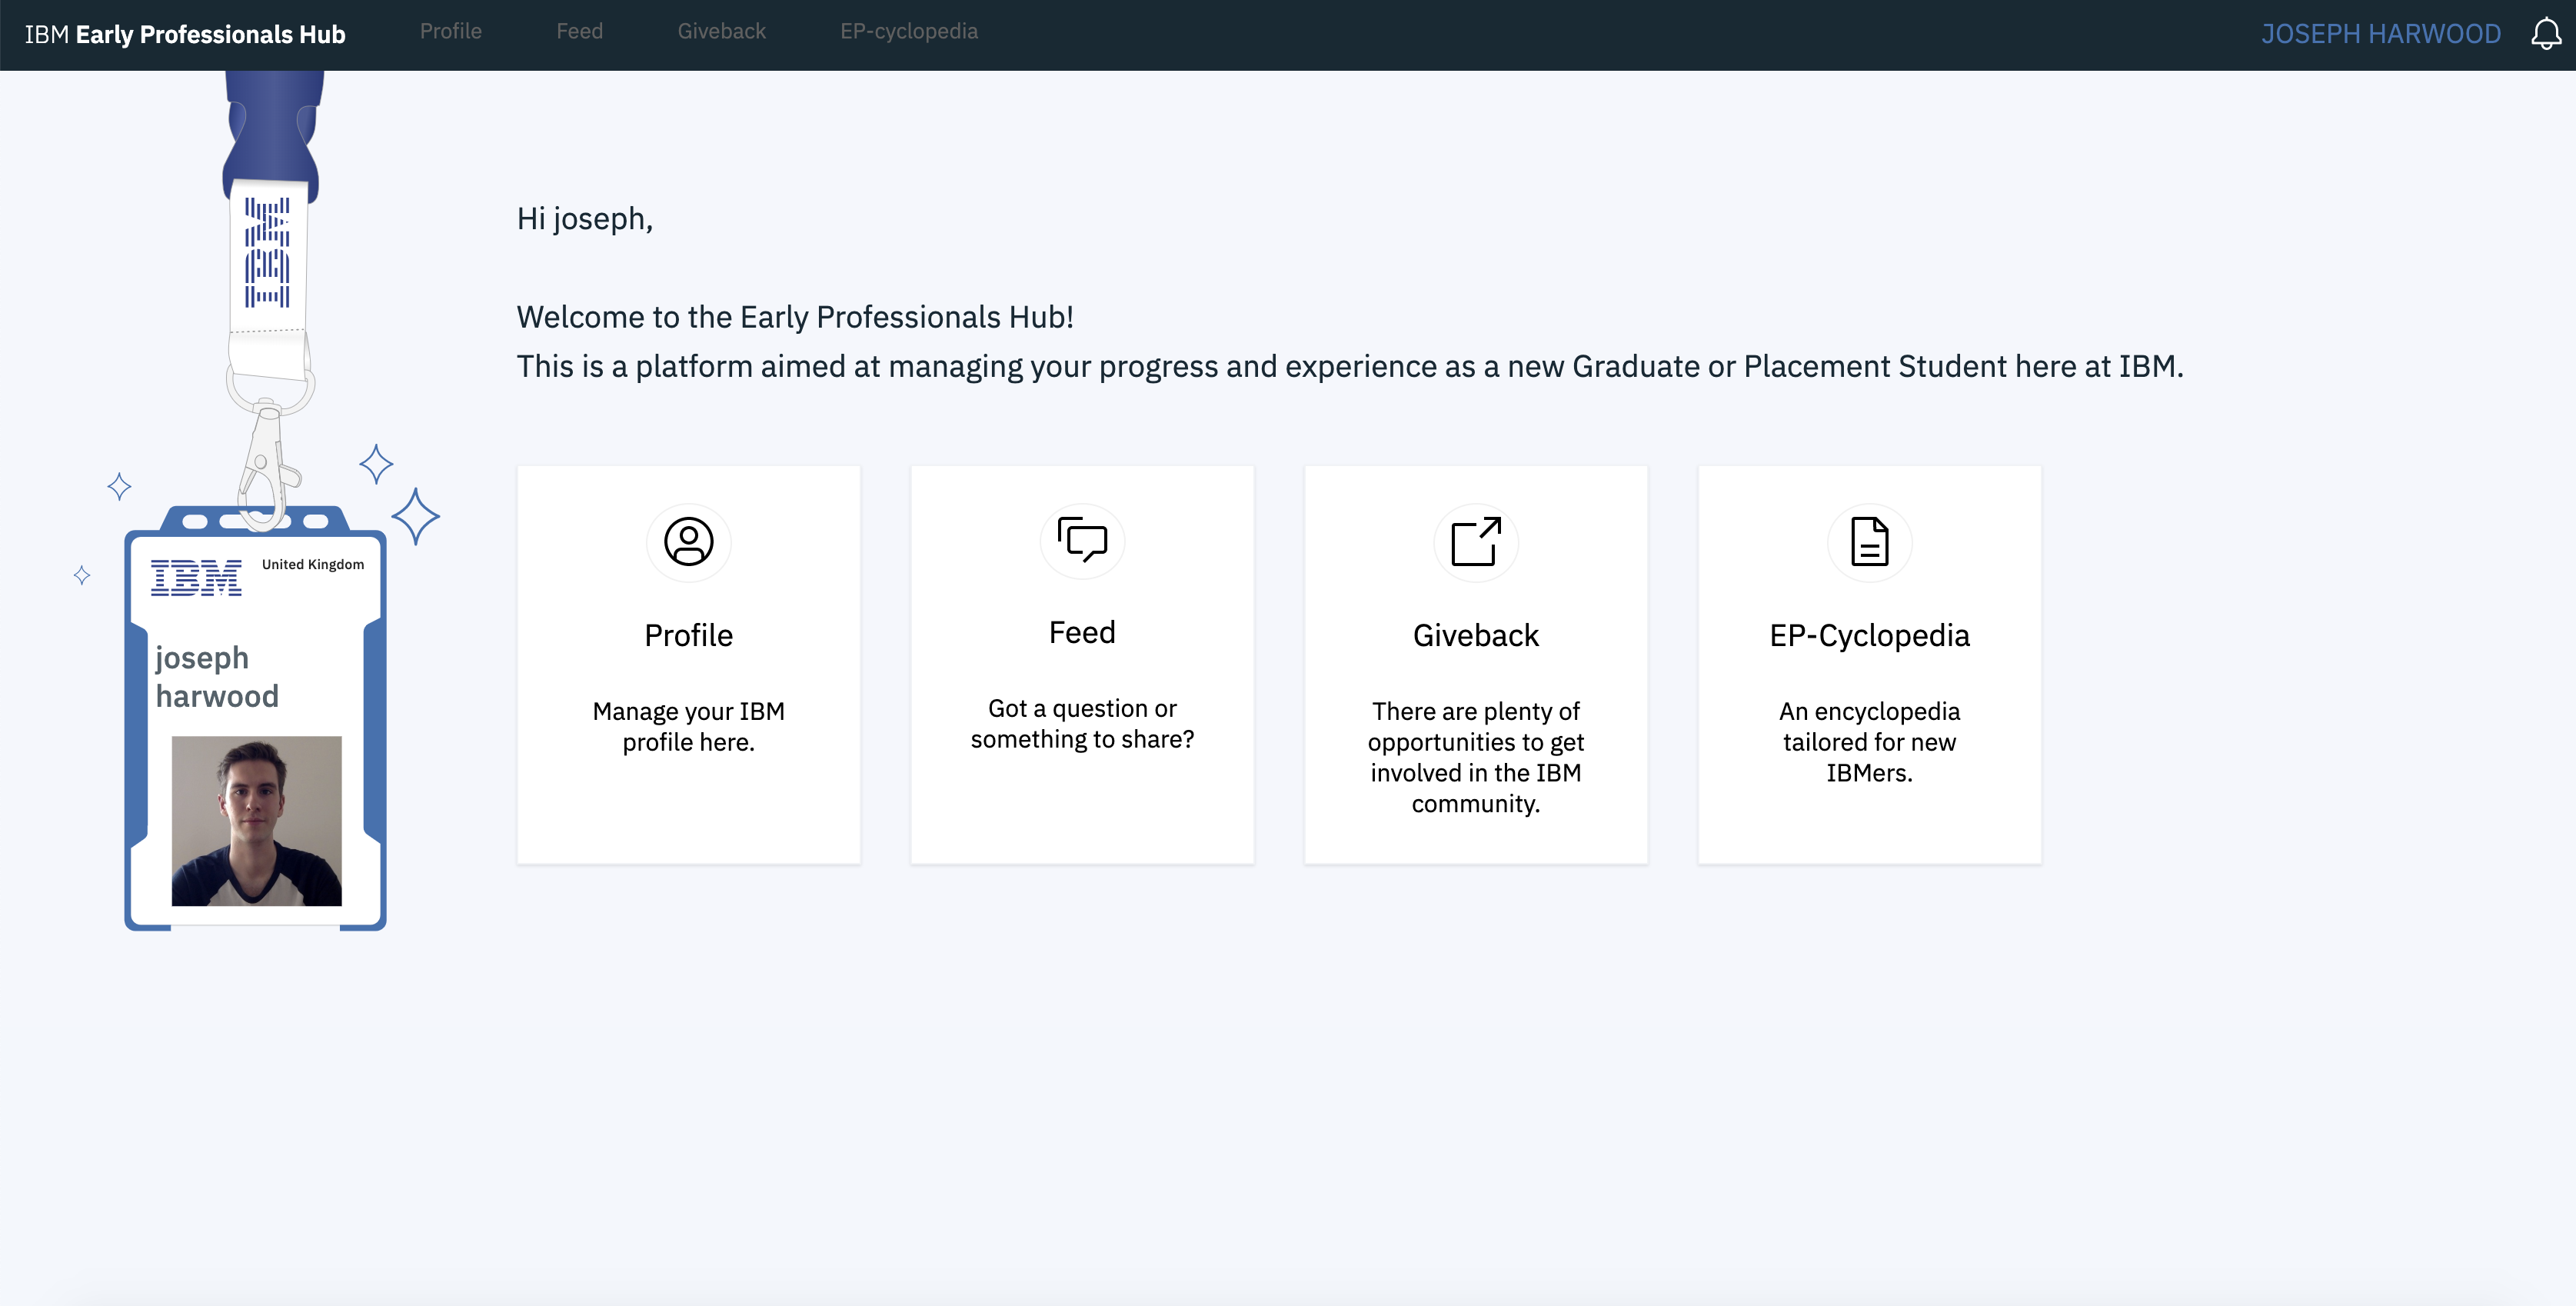 IBM Early Professionals Hub
Profile
Feed
Giveback
EP-cyclopedia
JOSEPH HARWOOD
IBM
IBM
United Kingdom
joseph
harwood
Hi joseph,
Welcome to the Early Professionals Hub!
This is a platform aimed at managing your progress and experience as a new Graduate or Placement Student here at IBM.
Profile
Manage your IBM
profile here.
Feed
Got a question or
something to share?
Giveback
There are plenty of
opportunities to get
involved in the IBM
community.
EP-Cyclopedia
An encyclopedia
tailored for new
IBMers.